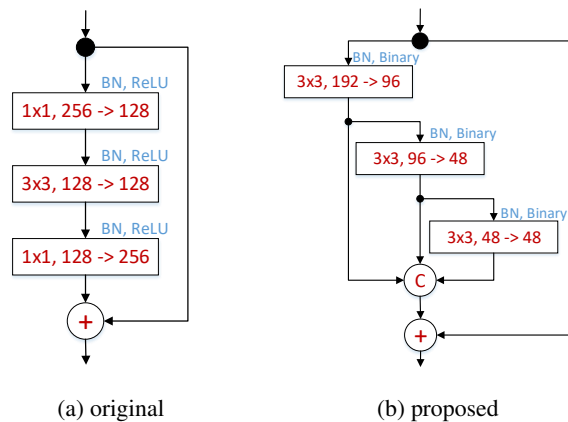 BN, ReLU
1x1, 256 -> 128
BN, ReLU
3x3, 128 -> 128
BN, ReLU
1x1, 128 -> 256
+
(a) original
BN, Binary
3x3, 192 -> 96
BN, Binary
3x3, 96 -> 48
BN, Binary
3x3, 48 -> 48
C
+
(b) proposed